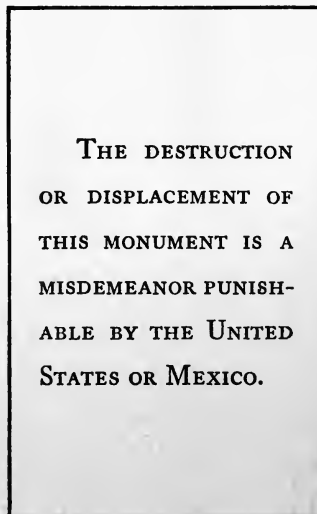 The destruction
or displacement of
this monument is a
misdemeanor punish-
able by the United
States or Mexico.